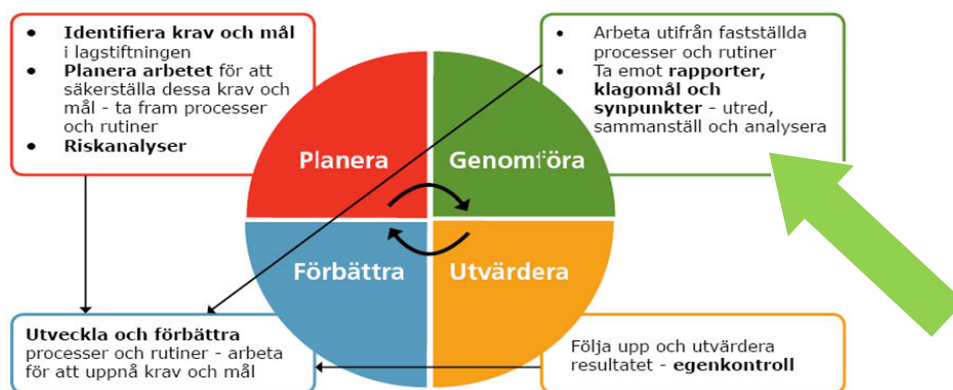 ● Identifiera krav och mål
i lagstiftningen
● Planera arbetet för att
säkerställa dessa krav och
mål - ta fram processer
och rutiner
● Riskanalyser
• Arbeta utifrån fastställda
processer och rutiner
• Ta emot rapporter,
klagomål och
synpunkter - utred,
sammanställ och analysera
Planera
Genomföra
Förbättra
Utvärdera
Utveckla och förbättra
processer och rutiner - arbeta
för att uppnå krav och mål
Följa upp och utvärdera
resultatet - egenkontroll